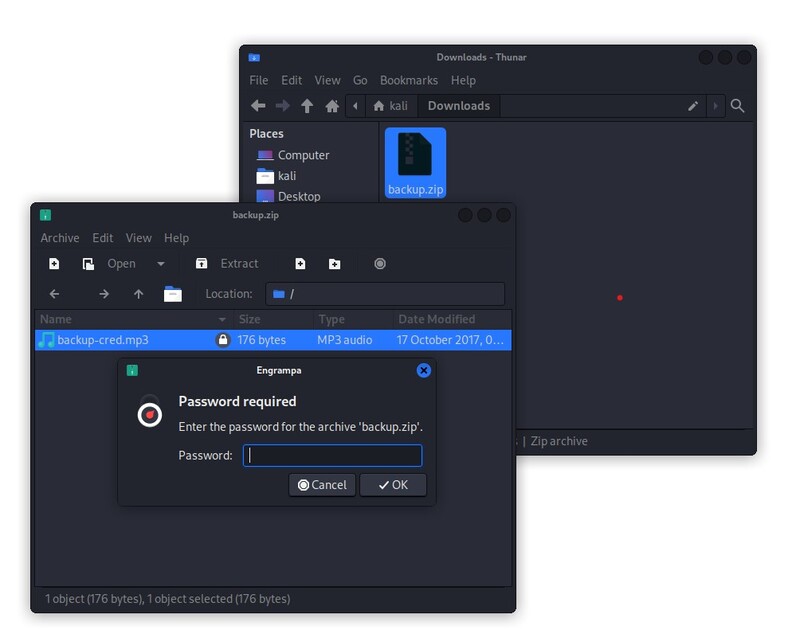 Downloads - Thunar
File Edit View Go Bookmarks Help
kali Downloads
Places
Computer
kali
Desktop
backup.zip
| Zip archive
backup.zip
Archive Edit View Help
Open Extract
Location: /
Name Size Type Date Modified
backup-cred.mp3 176 bytes MP3 audio 17 October 2017, 0...
Engrampa
Password required
Enter the password for the archive 'backup.zip'.
Password:
Cancel OK
1 object (176 bytes), 1 object selected (176 bytes)